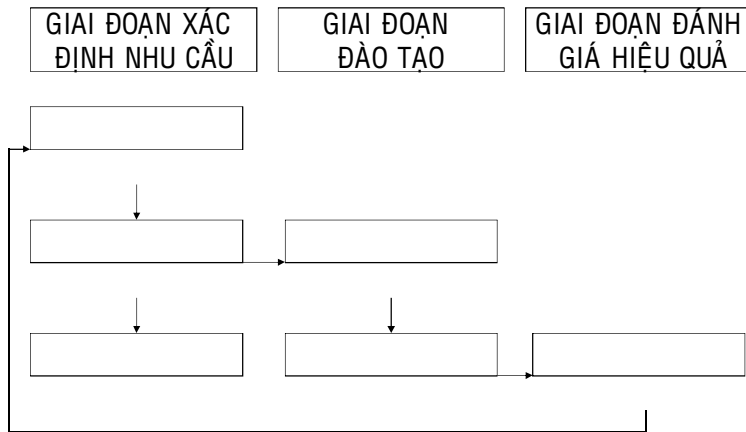 GIAI ĐOẠN XÁC
ĐỊNH NHU CẦU
GIAI ĐOẠN
ĐÀO TẠO
GIAI ĐOẠN ĐÁNH
GIÁ HIỆU QUẢ